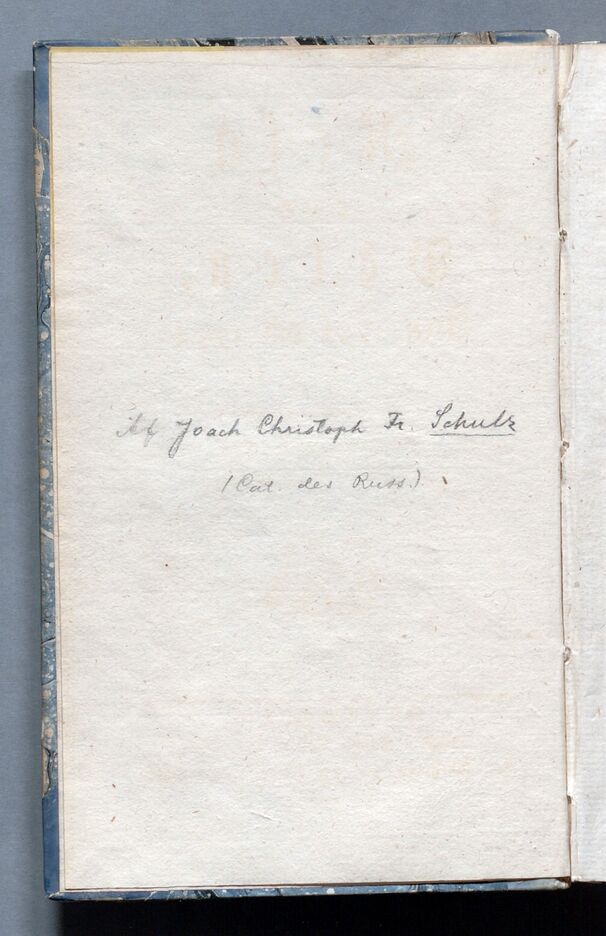 Af Joach Christoph Fr. Schulz
(Cat. des Russ.)